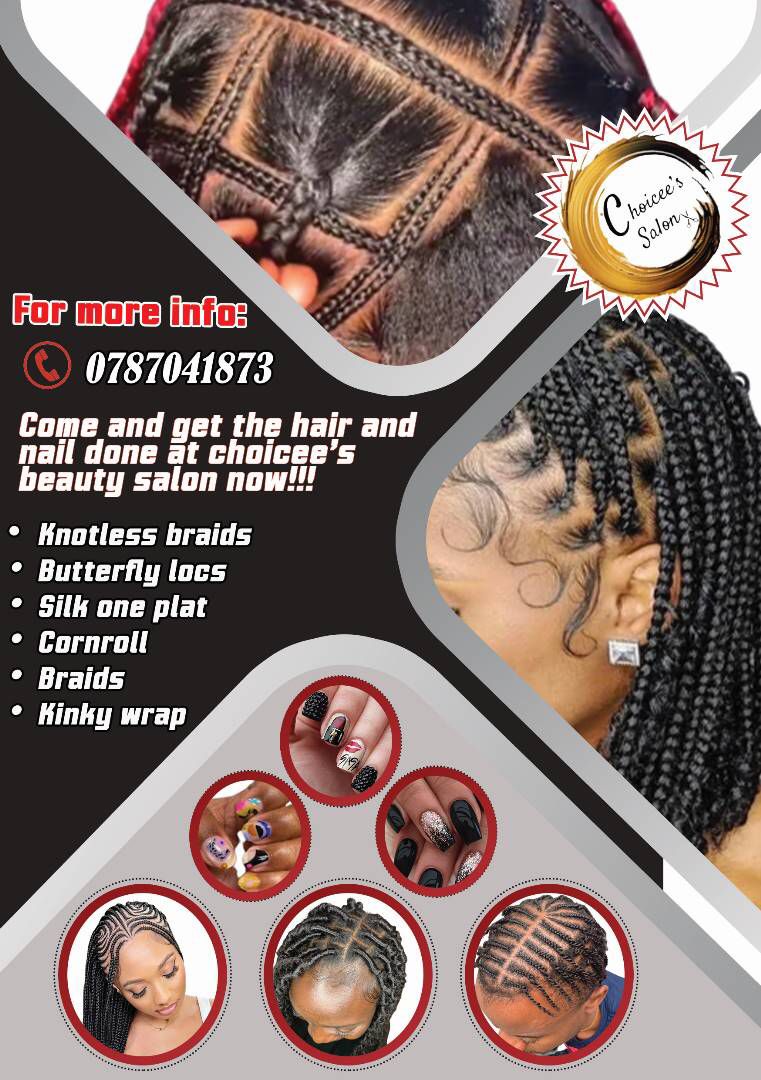 Choicee's
Salon
For more info:
0787041873
Come and get the hair and
nail done at choicee's
beauty salon now!!!
• Knotless braids
• Butterfly locs
• Silk one plat
• Cornroll
• Braids
• Kinky wrap